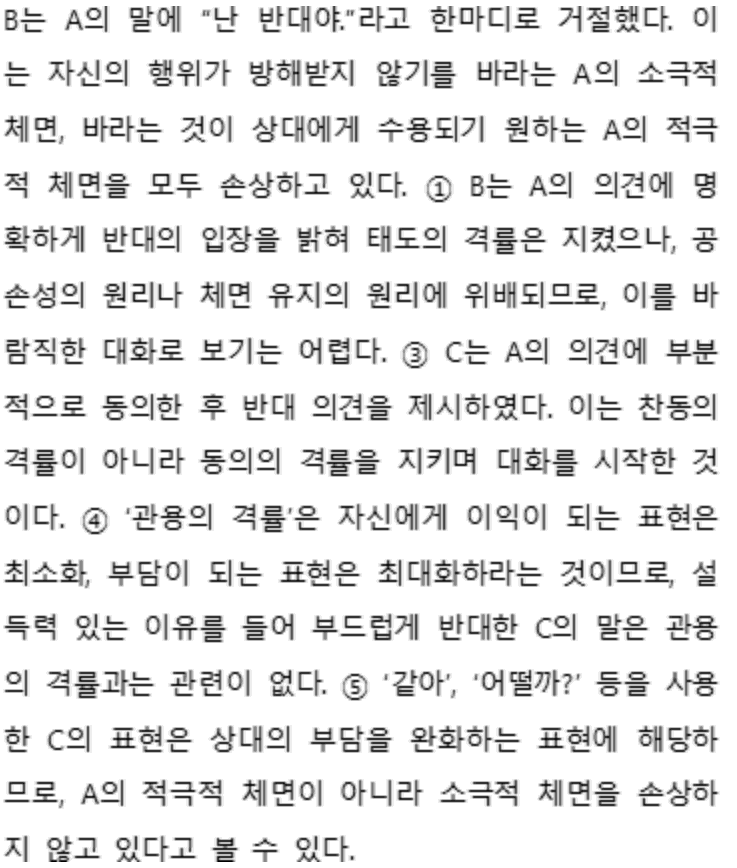 B는 A의 말에 “난 반대야.”라고 한마디로 거절했다. 이
는 자신의 행위가 방해받지 않기를 바라는 A의 소극적
체면, 바라는 것이 상대에게 수용되기 원하는 A의 적극
적 체면을 모두 손상하고 있다. ① B는 A의 의견에 명
확하게 반대의 입장을 밝혀 태도의 격률은 지켰으나, 공
손성의 원리나 체면 유지의 원리에 위배되므로, 이를 바
람직한 대화로 보기는 어렵다. ③ C는 A의 의견에 부분
적으로 동의한 후 반대 의견을 제시하였다. 이는 찬동의
격률이 아니라 동의의 격률을 지키며 대화를 시작한 것
이다. ④ ‘관용의 격률’은 자신에게 이익이 되는 표현은
최소화, 부담이 되는 표현은 최대화하라는 것이므로, 설
득력 있는 이유를 들어 부드럽게 반대한 C의 말은 관용
의 격률과는 관련이 없다. ⑤ ‘같아’, ‘어떨까?’ 등을 사용
한 C의 표현은 상대의 부담을 완화하는 표현에 해당하
므로, A의 적극적 체면이 아니라 소극적 체면을 손상하
지 않고 있다고 볼 수 있다.